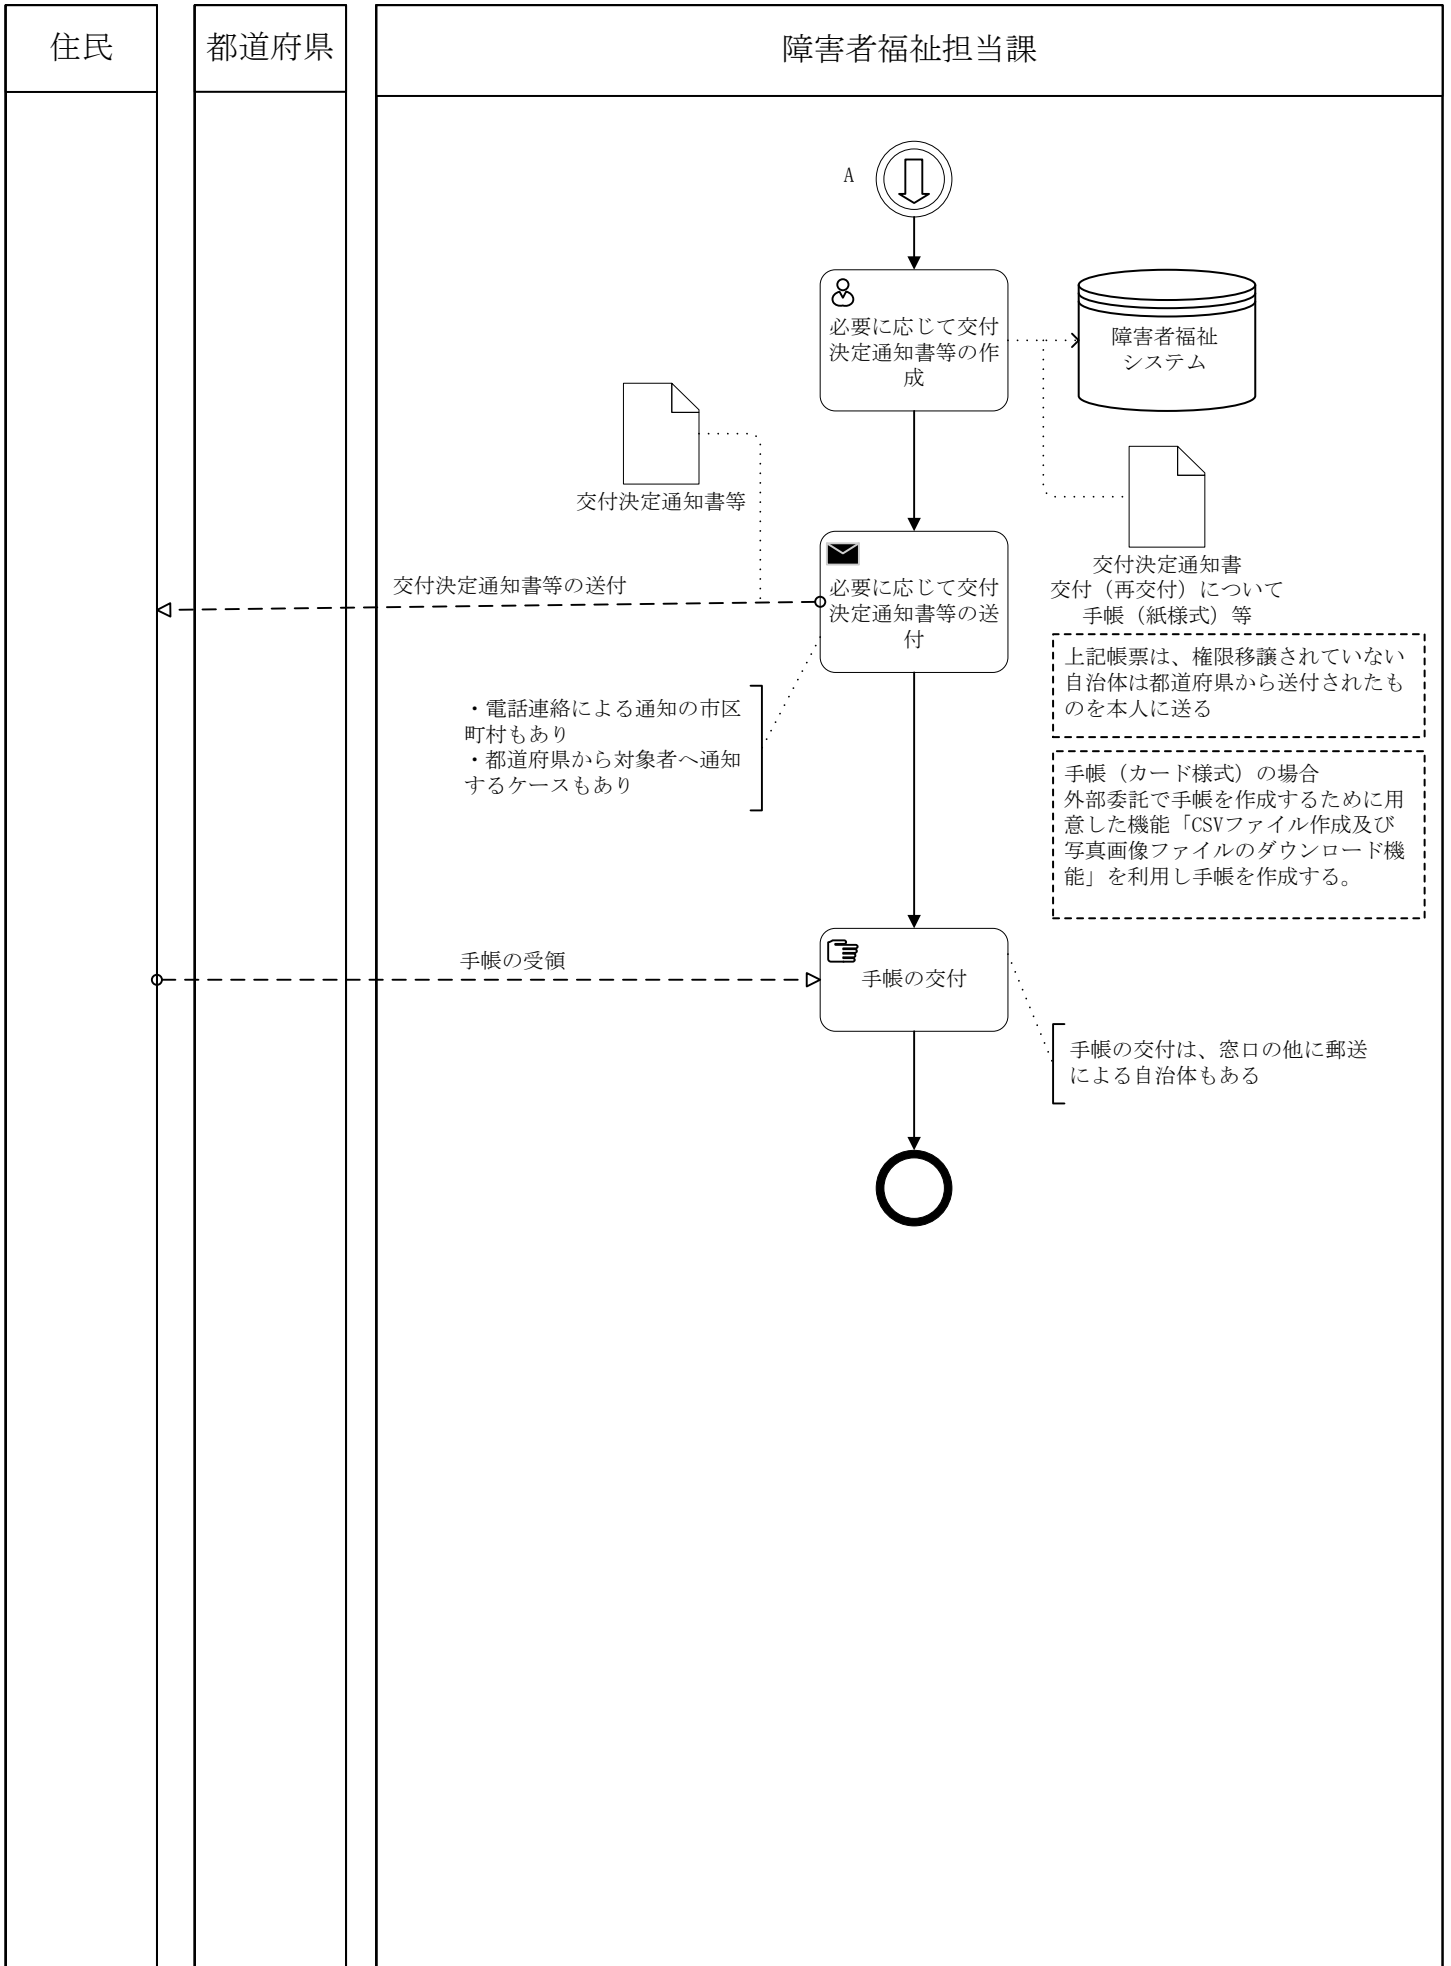 住民
都道府県
障害者福祉担当課
A
必要に応じて交付
決定通知書等の作
成
障害者福祉
システム
交付決定通知書等
交付決定通知書
交付（再交付）について
手帳（紙様式）等
交付決定通知書等の送付
必要に応じて交付
決定通知書等の送
付
上記帳票は、権限移譲されていない
自治体は都道府県から送付されたも
のを本人に送る
・電話連絡による通知の市区
町村もあり
・都道府県から対象者へ通知
するケースもあり
手帳（カード様式）の場合
外部委託で手帳を作成するために用
意した機能「CSVファイル作成及び
写真画像ファイルのダウンロード機
能」を利用し手帳を作成する。
手帳の受領
手帳の交付
手帳の交付は、窓口の他に郵送
による自治体もある